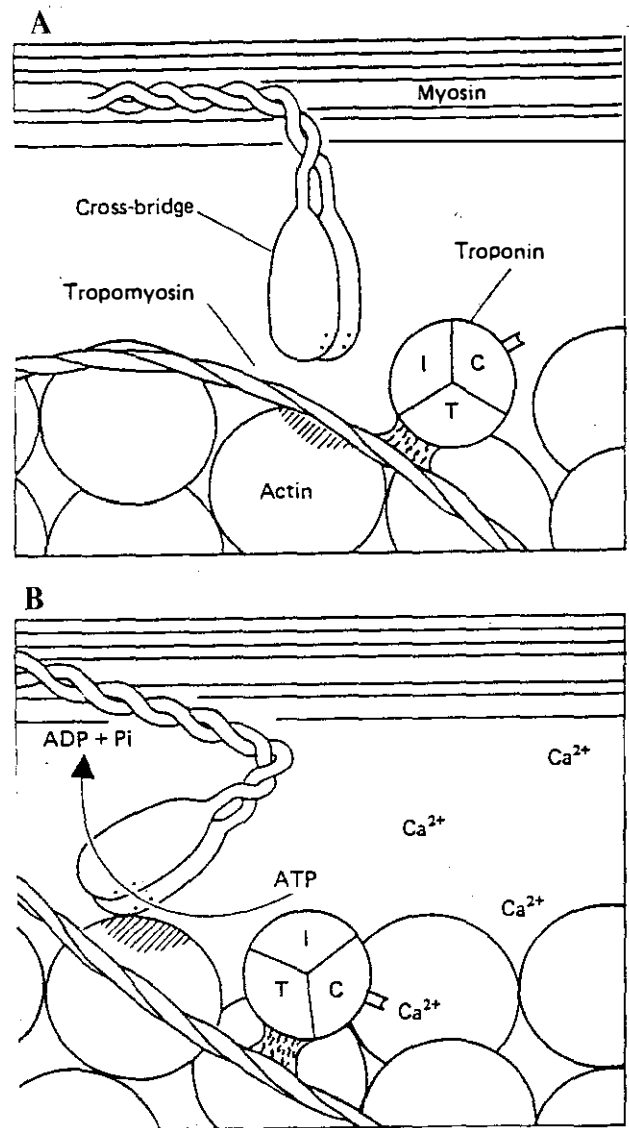 A
Myosin
Cross-bridge
Troponin
Tropomyosin
I C
T
Actin
B
ADP + Pi
Ca²⁺
Ca²⁺
ATP
Ca²⁺
I
T C
Ca²⁺